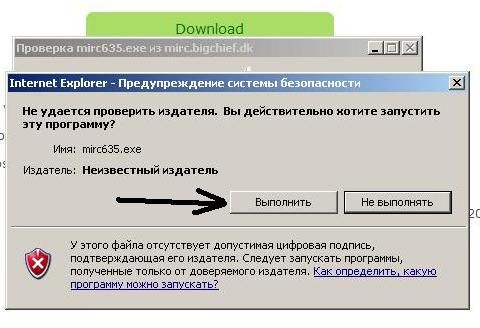 Download
Проверка mirc635.exe из mirc.bigchief.dk
Internet Explorer - Предупреждение системы безопасности
Не удается проверить издателя. Вы действительно хотите запустить
эту программу?
Имя: mirc635.exe
Издатель: Неизвестный издатель
Выполнить Не выполнять
У этого файла отсутствует допустимая цифровая подпись,
подтверждающая его издателя. Следует запускать программы,
полученные только от доверяемого издателя. Как определить, какую
программу можно запускать?